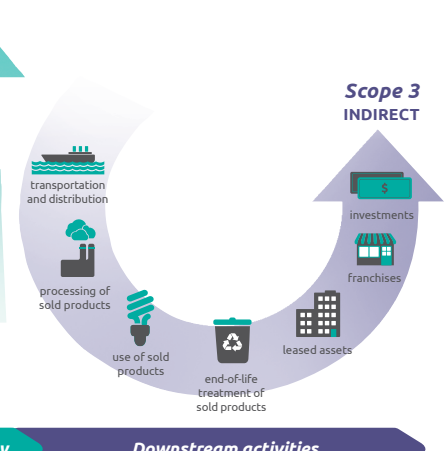 Scope 3
INDIRECT
$
transportation
and distribution
investments
franchises
processing of
sold products
use of sold
products
leased assets
end-of-life
treatment of
sold products
y
Downstream activities